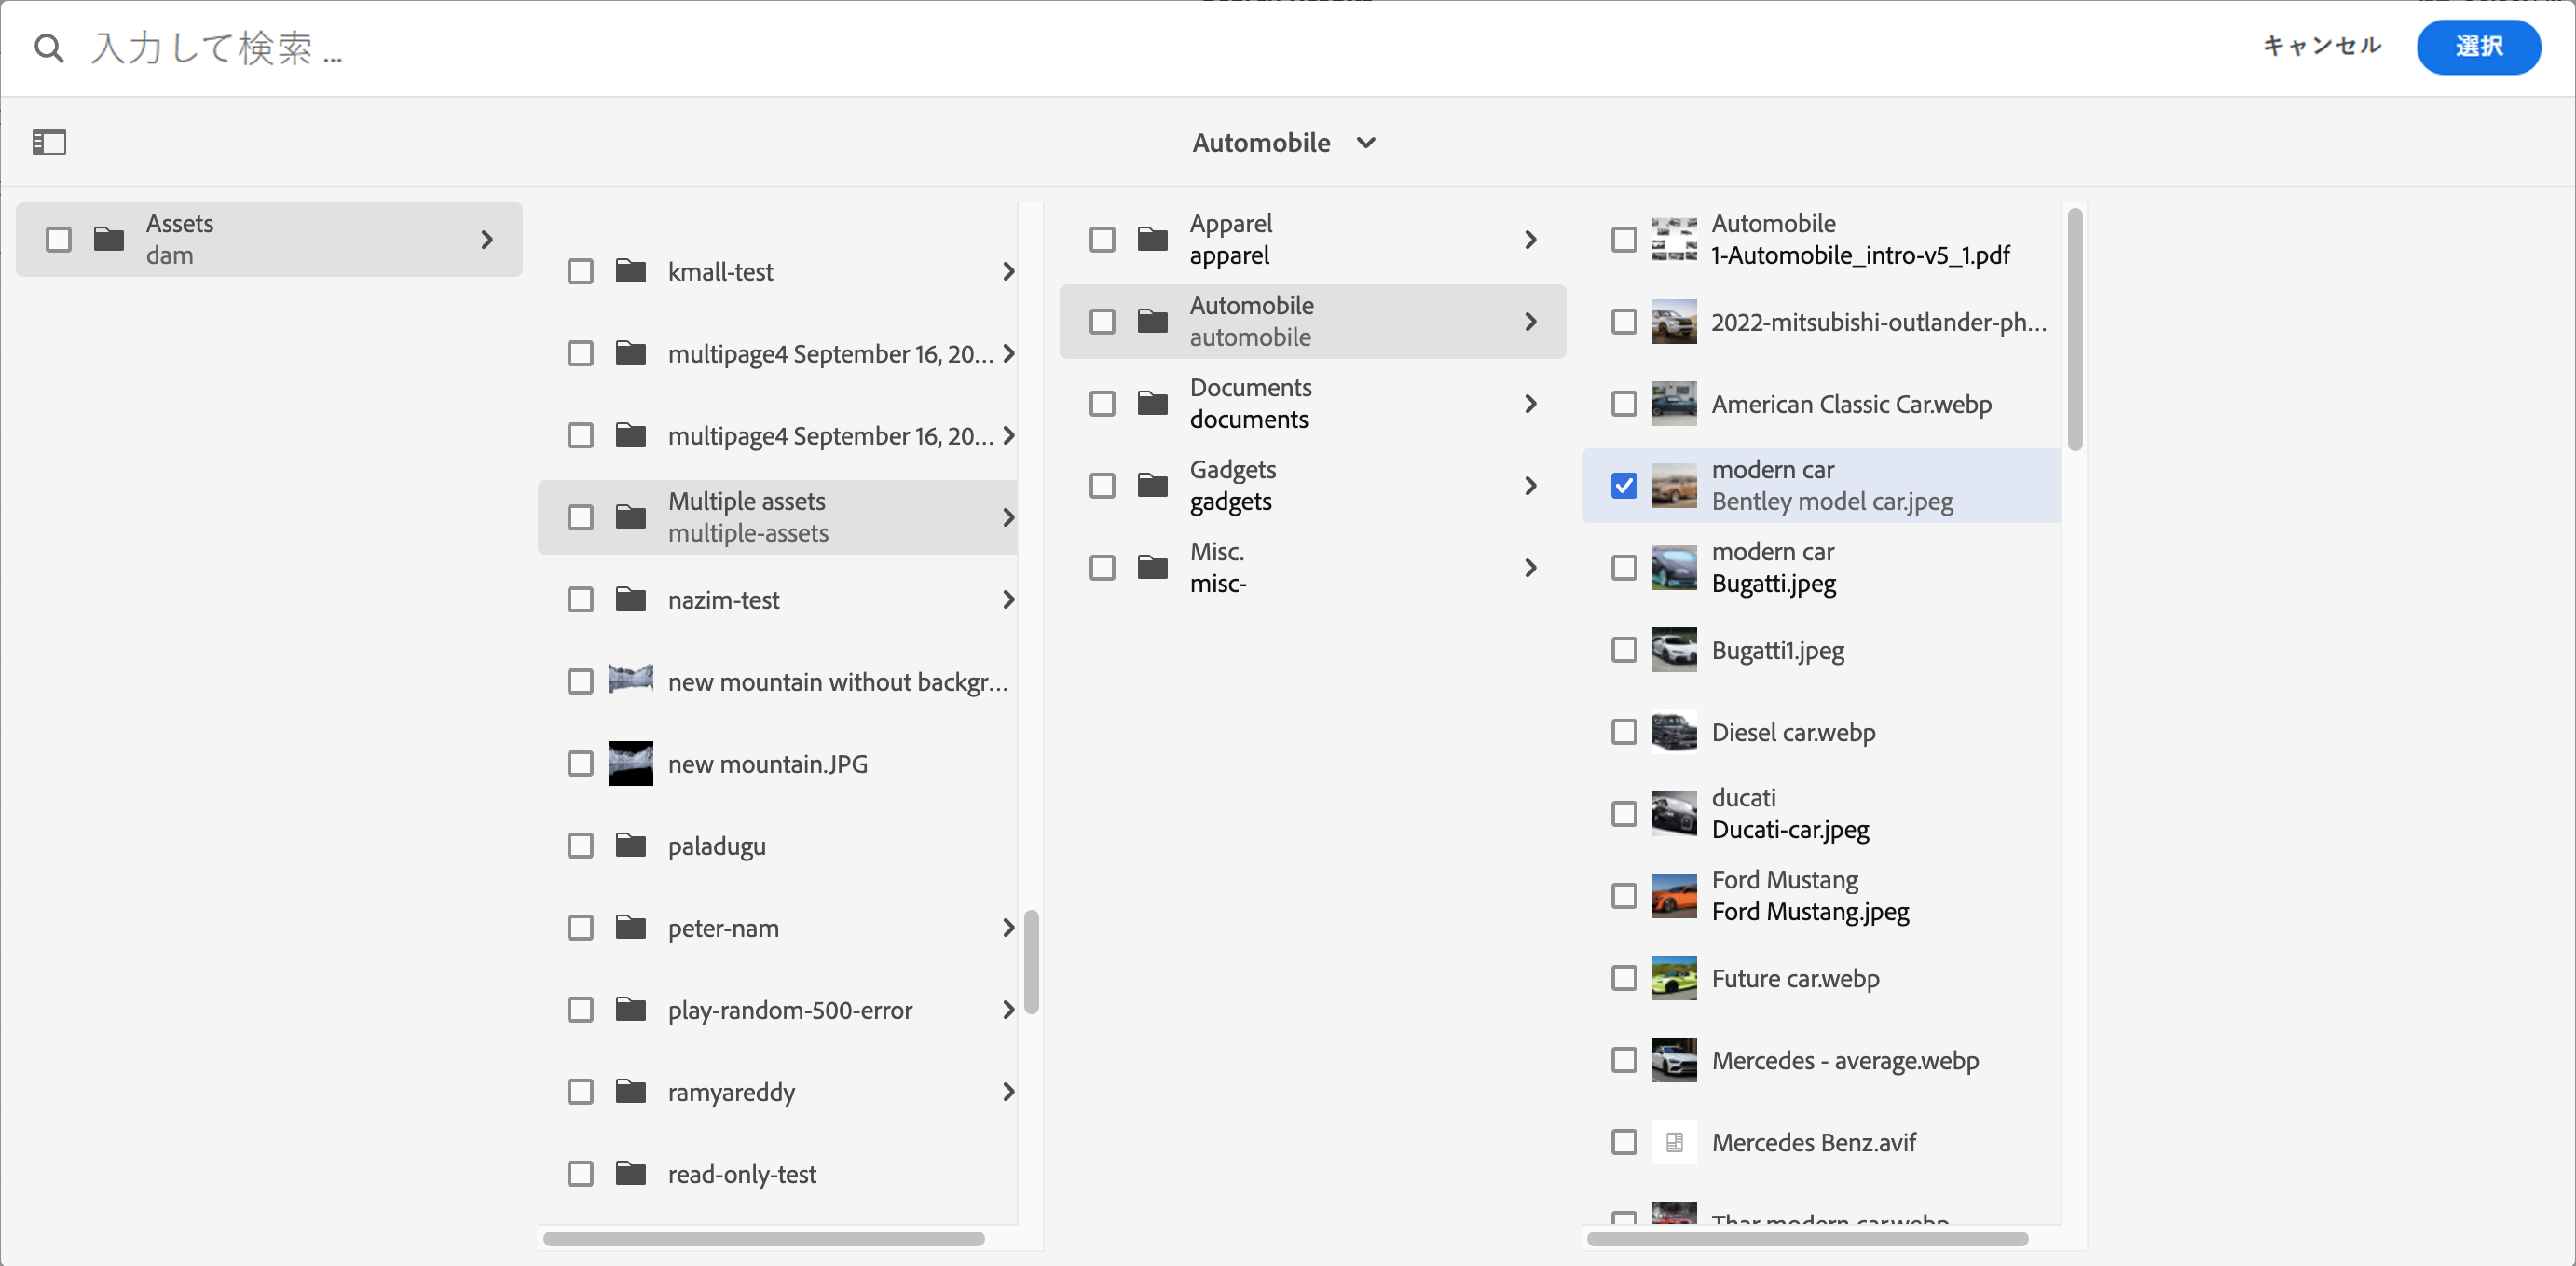 入力して検索 ...
キャンセル
選択
Automobile
Assets
dam
kmall-test
multipage4 September 16, 20...
multipage4 September 16, 20...
Multiple assets
multiple-assets
nazim-test
new mountain without backgr...
new mountain.JPG
paladugu
peter-nam
play-random-500-error
ramyareddy
read-only-test
Apparel
apparel
Automobile
automobile
Documents
documents
Gadgets
gadgets
Misc.
misc-
Automobile
1-Automobile_intro-v5_1.pdf
2022-mitsubishi-outlander-ph...
American Classic Car.webp
modern car
Bentley model car.jpeg
modern car
Bugatti.jpeg
Bugatti1.jpeg
Diesel car.webp
ducati
Ducati-car.jpeg
Ford Mustang
Ford Mustang.jpeg
Future car.webp
Mercedes - average.webp
Mercedes Benz.avif
Thar modern car.webp